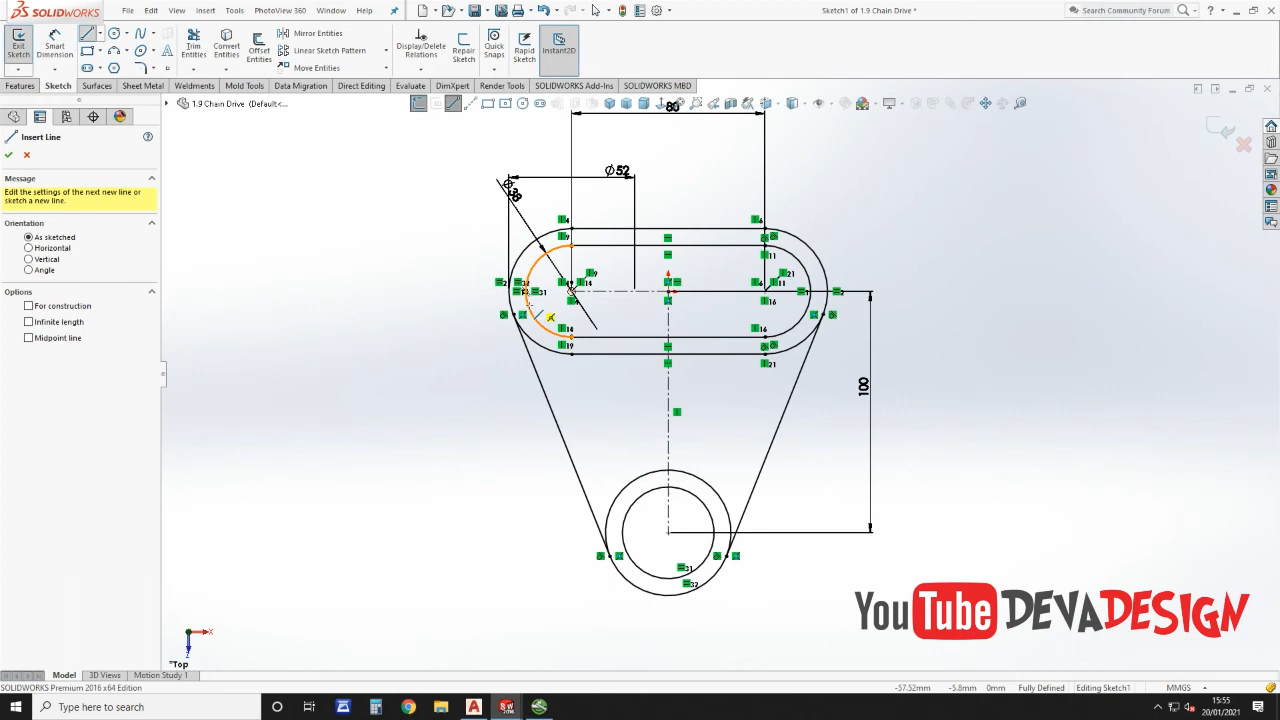 SOLIDWORKS
File Edit View Insert Tools PhotoView 360 Window Help
Sketch1 of 1.9 Chain Drive *
Search Community Forum
Exit Sketch
Smart Dimension
Trim Entities
Convert Entities
Offset Entities
Mirror Entities
Linear Sketch Pattern
Move Entities
Display/Delete Relations
Repair Sketch
Quick Snaps
Rapid Sketch
Instant2D
Features Sketch Surfaces Sheet Metal Weldments Mold Tools Data Migration Direct Editing Evaluate DimXpert Render Tools SOLIDWORKS Add-Ins SOLIDWORKS MBD
1.9 Chain Drive (Default<...
Insert Line
Message
Edit the settings of the next new line or
sketch a new line.
Orientation
As sketched
Horizontal
Vertical
Angle
Options
For construction
Infinite length
Midpoint line
80
Ø52
Ø38
100
YouTube DEVADESIGN
X
Z
*Top
Model 3D Views Motion Study 1
SOLIDWORKS Premium 2016 x64 Edition
-57.52mm -5.8mm 0mm Fully Defined Editing Sketch1 MMGS
Type here to search
15:55
20/01/2021